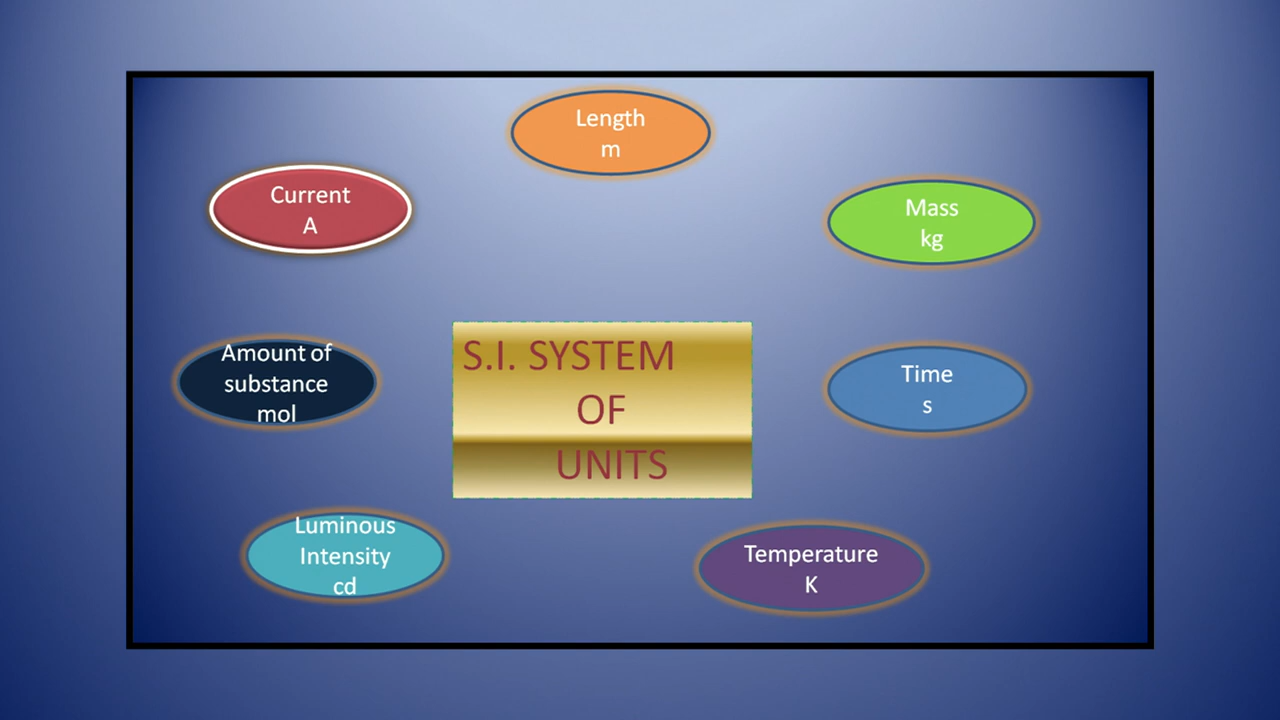 Length
m
Current
A
Mass
kg
Amount of
substance
mol
S.I. SYSTEM
OF
UNITS
Time
s
Luminous
Intensity
cd
Temperature
K